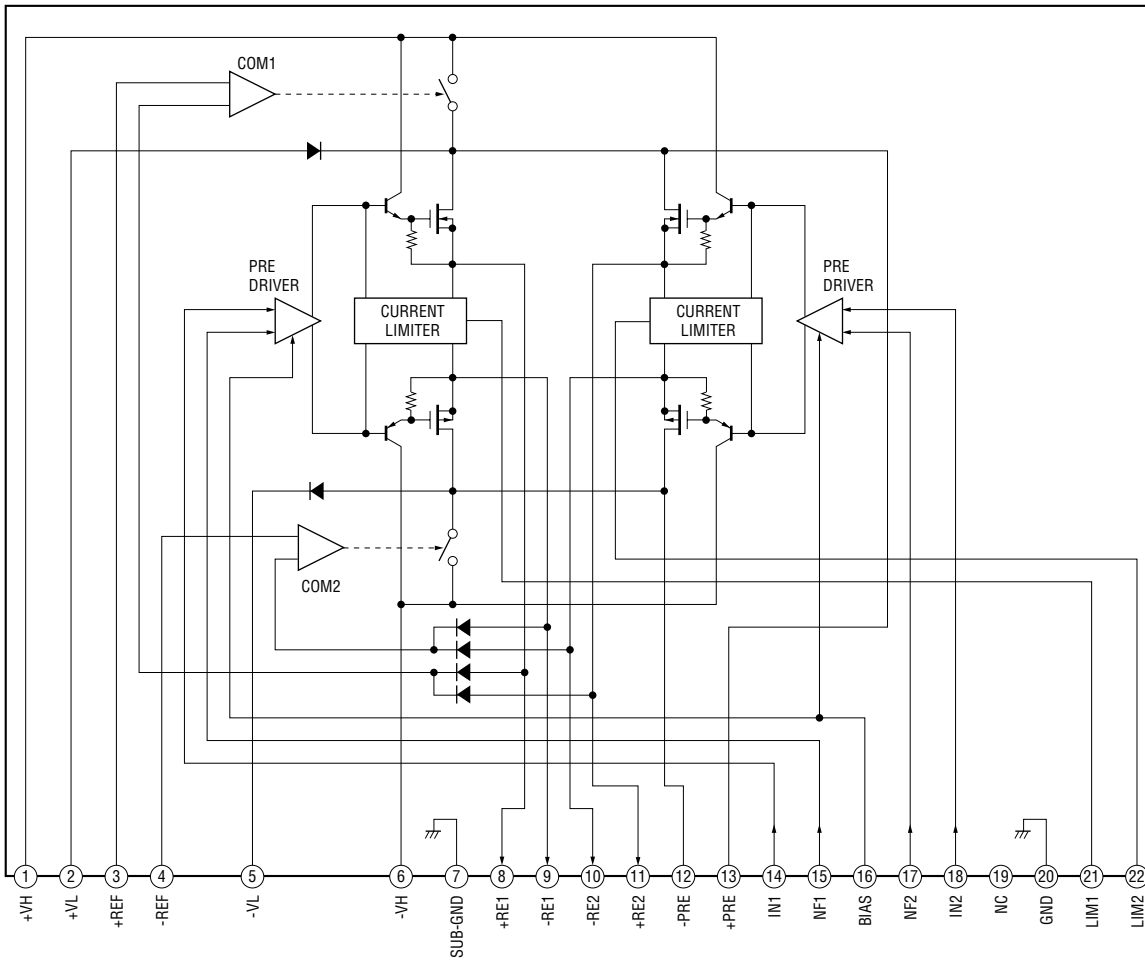 COM1
PRE
DRIVER
CURRENT
LIMITER
CURRENT
LIMITER
PRE
DRIVER
COM2
1
2
3
4
5
6
7
8
9
10
11
12
13
14
15
16
17
18
19
20
21
22
+VH
+VL
+REF
-REF
-VL
-VH
SUB-GND
+RE1
-RE1
-RE2
+RE2
-PRE
+PRE
IN1
NF1
BIAS
NF2
IN2
NC
GND
LIM1
LIM2